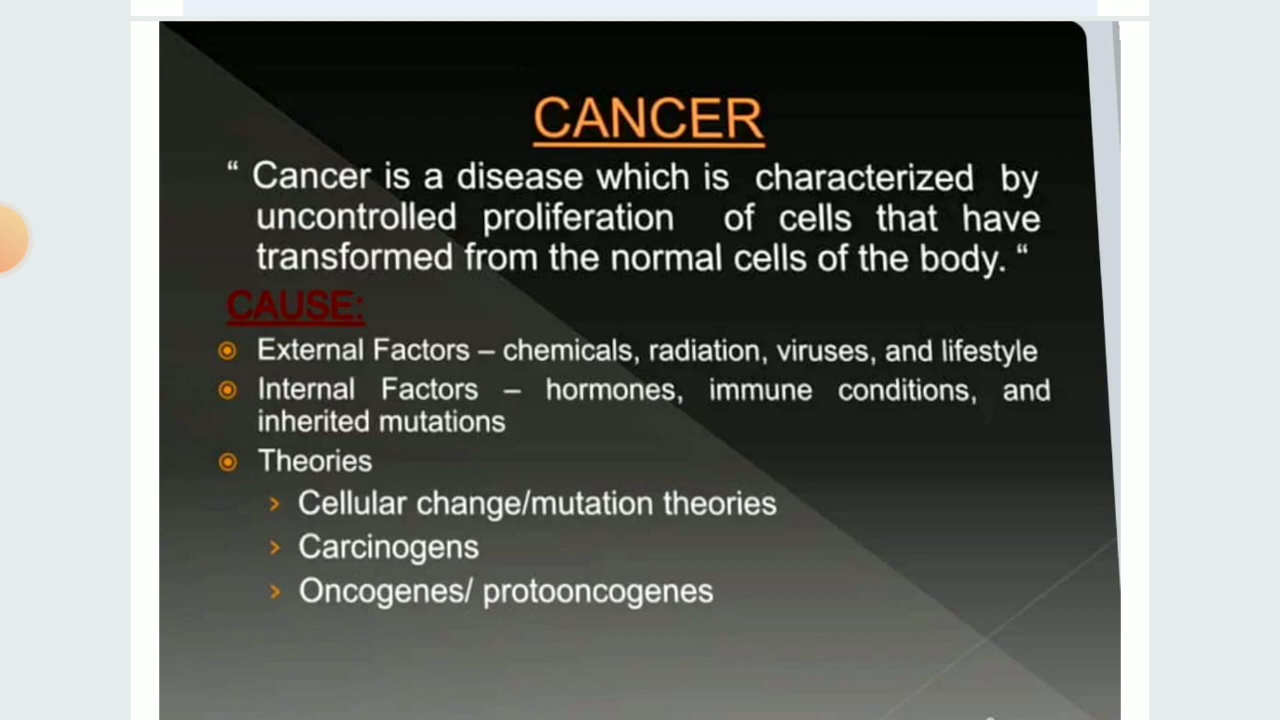 CANCER
“ Cancer is a disease which is characterized by
uncontrolled proliferation of cells that have
transformed from the normal cells of the body. “
CAUSE:
External Factors – chemicals, radiation, viruses, and lifestyle
Internal Factors – hormones, immune conditions, and
inherited mutations
Theories
› Cellular change/mutation theories
› Carcinogens
› Oncogenes/ protooncogenes